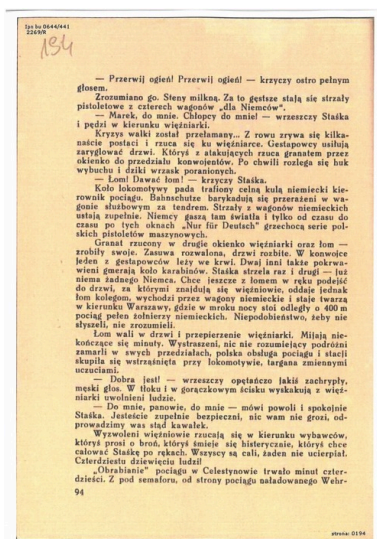 ipn bu 0644/441
2269/R
194
— Przerwij ogień! Przerwij ogień! — krzyczy ostro pełnym
głosem.
Zrozumiano go. Steny milkną. Za to gęstsze stają się strzały
pistoletowe z czterech wagonów „dla Niemców”.
— Marek, do mnie. Chłopcy do mnie! — wrzeszczy Staśka
i pędzi w kierunku więźniarki.
Kryzys walki został przełamany... Z rowu zrywa się kilka-
naście postaci i rzuca się ku więźniarce. Gestapowcy usiłują
zaryglować drzwi. Któryś z atakujących rzuca granatem przez
okienko do przedziału konwojentów. Po chwili rozlega się huk
wybuchu i dziki wrzask poranionych.
— Łom! Dawać łom! — krzyczy Staśka.
Koło lokomotywy pada trafiony celną kulą niemiecki kie-
rownik pociągu. Bahnschutze barykadują się przerażeni w wa-
gonie służbowym za tendrem. Strzały z wagonów niemieckich
ustają zupełnie. Niemcy gaszą tam światła i tylko od czasu do
czasu po tych oknach „Nur für Deutsch” grzechocą serie pol-
skich pistoletów maszynowych.
Granat rzucony w drugie okienko więźniarki oraz łom —
zrobiły swoje. Zasuwa rozwalona, drzwi rozbite. W konwojce
jeden z gestapowców leży we krwi. Dwaj inni także pokrwa-
wieni gmerają koło karabinów. Staśka strzela raz i drugi — już
niema żadnego Niemca. Chce jeszcze z łomem w ręku podejść
do drzwi, za którymi znajdują się więźniowie, oddaje jednak
łom kolegom, wychodzi przez wagony niemieckie i staje twarzą
w kierunku Warszawy, gdzie w mroku nocy stoi odległy o 400 m
pociąg pełen żołnierzy niemieckich. Niepodobieństwo, żeby nie
słyszeli, nie zrozumieli.
Łom wali w drzwi i przepierzenie więźniarki. Mijają nie-
kończące się minuty. Wystraszeni, nic nie rozumiejący podróżni
zamarli w swych przedziałach, polska obsługa pociągu i stacji
skupiła się wstrząśnięta przy lokomotywie, targana zmiennymi
uczuciami.
— Dobra jest! — wrzeszczy opętańczo jakiś zachrypły,
męski głos. W tłoku i w gorączkowym ścisku wyskakują z więź-
niarki uwolnieni ludzie.
— Do mnie, panowie, do mnie — mówi powoli i spokojnie
Staśka. Jesteście zupełnie bezpieczni, nic wam nie grozi, od-
prowadzimy was stąd kawałek.
Wyzwoleni więźniowie rzucają się w kierunku wybawców,
któryś prosi o broń, któryś śmieje się histerycznie, któryś chce
całować Staśkę po rękach. Wszyscy są cali, żaden nie ucierpiał.
Czterdziestu dziewięciu ludzi!
„Obrabianie” pociągu w Celestynowie trwało minut czter-
dzieści. Z pod semaforu, od strony pociągu naładowanego Wehr-
94
strona: 0194